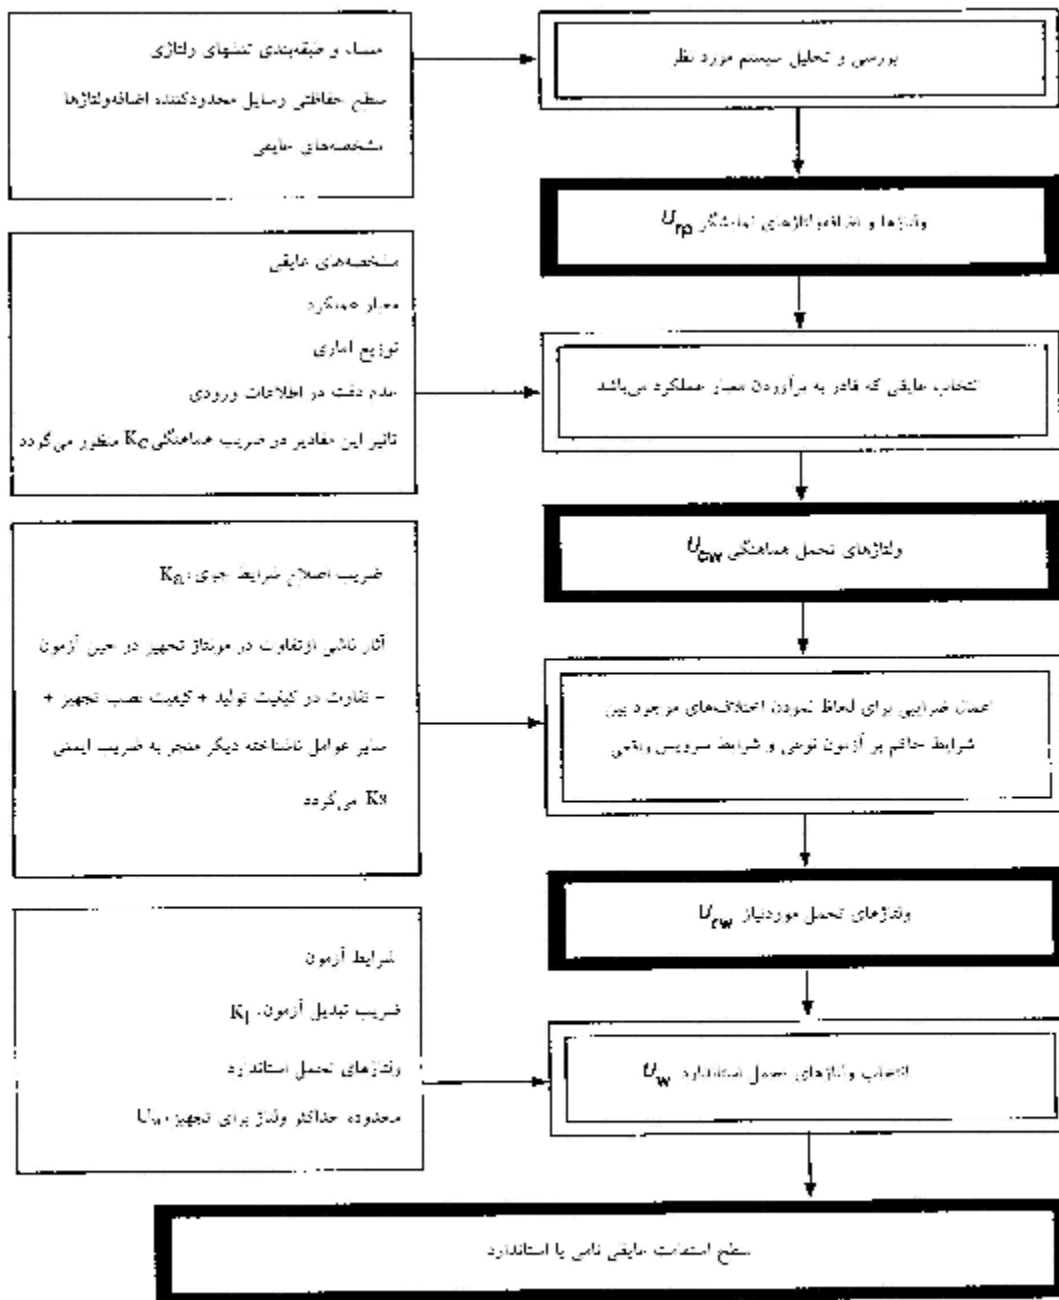 منشاء و طبقه‌بندی تنشهای ولتاژی
سطح حفاظتی وسایل محدودکننده اضافه‌ولتاژها
مشخصه‌های عایقی
بررسی و تحلیل سیستم مورد نظر
ولتاژها و اضافه‌ولتاژهای نمایشگر Urp
مشخصه‌های عایقی
معیار عملکرد
توزیع آماری
عدم دقت در اطلاعات ورودی
تاثیر این مقادیر در ضریب هماهنگی Kc منظور می‌گردد
انتخاب عایقی که قادر به برآوردن معیار عملکرد می‌باشد
ولتاژهای تحمل هماهنگی Ucw
ضریب اصلاح شرایط جوی، Ka
آثار ناشی ازتفاوت در مونتاژ تجهیز در حین آزمون
- تفاوت در کیفیت تولید + کیفیت نصب تجهیز +
سایر عوامل ناشناخته دیگر منجر به ضریب ایمنی
Ks می‌گردد
اعمال ضرایبی برای لحاظ نمودن اختلاف‌های موجود بین
شرایط حاکم بر آزمون نوعی و شرایط سرویس واقعی
ولتاژهای تحمل موردنیاز Urw
شرایط آزمون
ضریب تبدیل آزمون، Kt
ولتاژهای تحمل استاندارد
محدوده حداکثر ولتاژ برای تجهیز، Um
انتخاب ولتاژهای تحمل استاندارد Uw
سطح استقامت عایقی نامی یا استاندارد